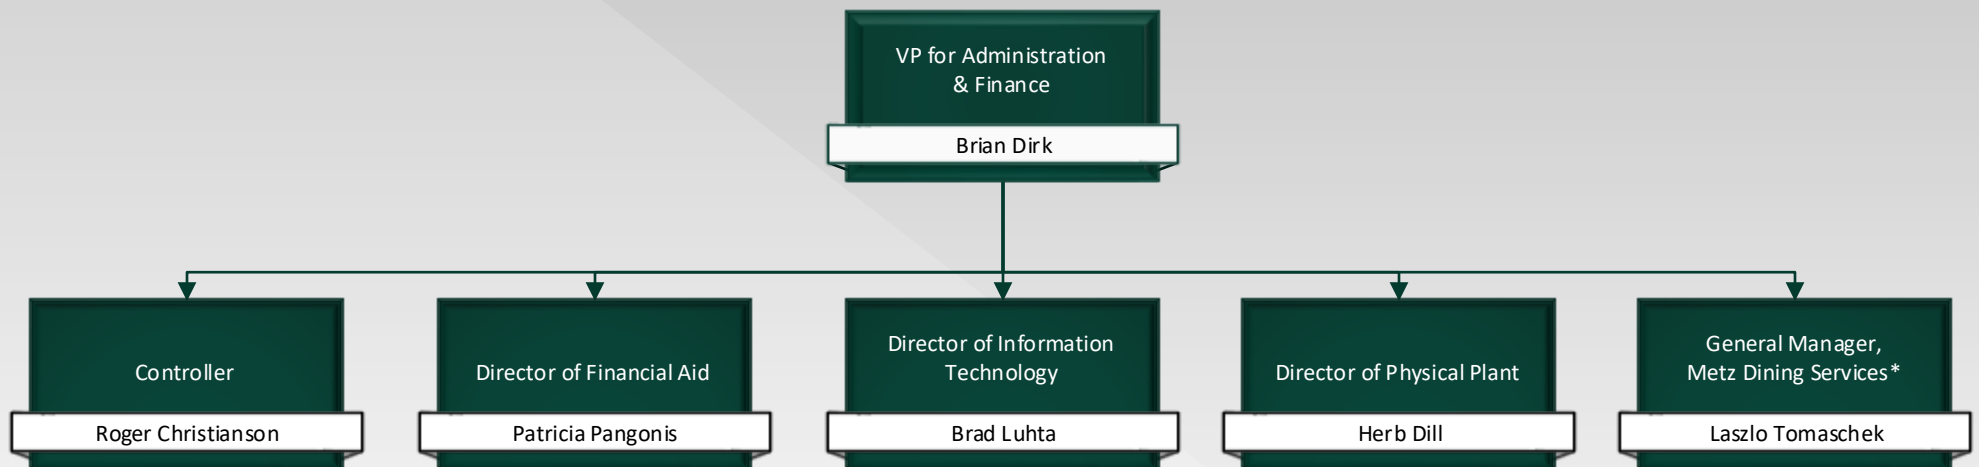 VP for Administration
& Finance
Brian Dirk
Controller
Roger Christianson
Director of Financial Aid
Patricia Pangonis
Director of Information
Technology
Brad Luhta
Director of Physical Plant
Herb Dill
General Manager,
Metz Dining Services*
Laszlo Tomaschek